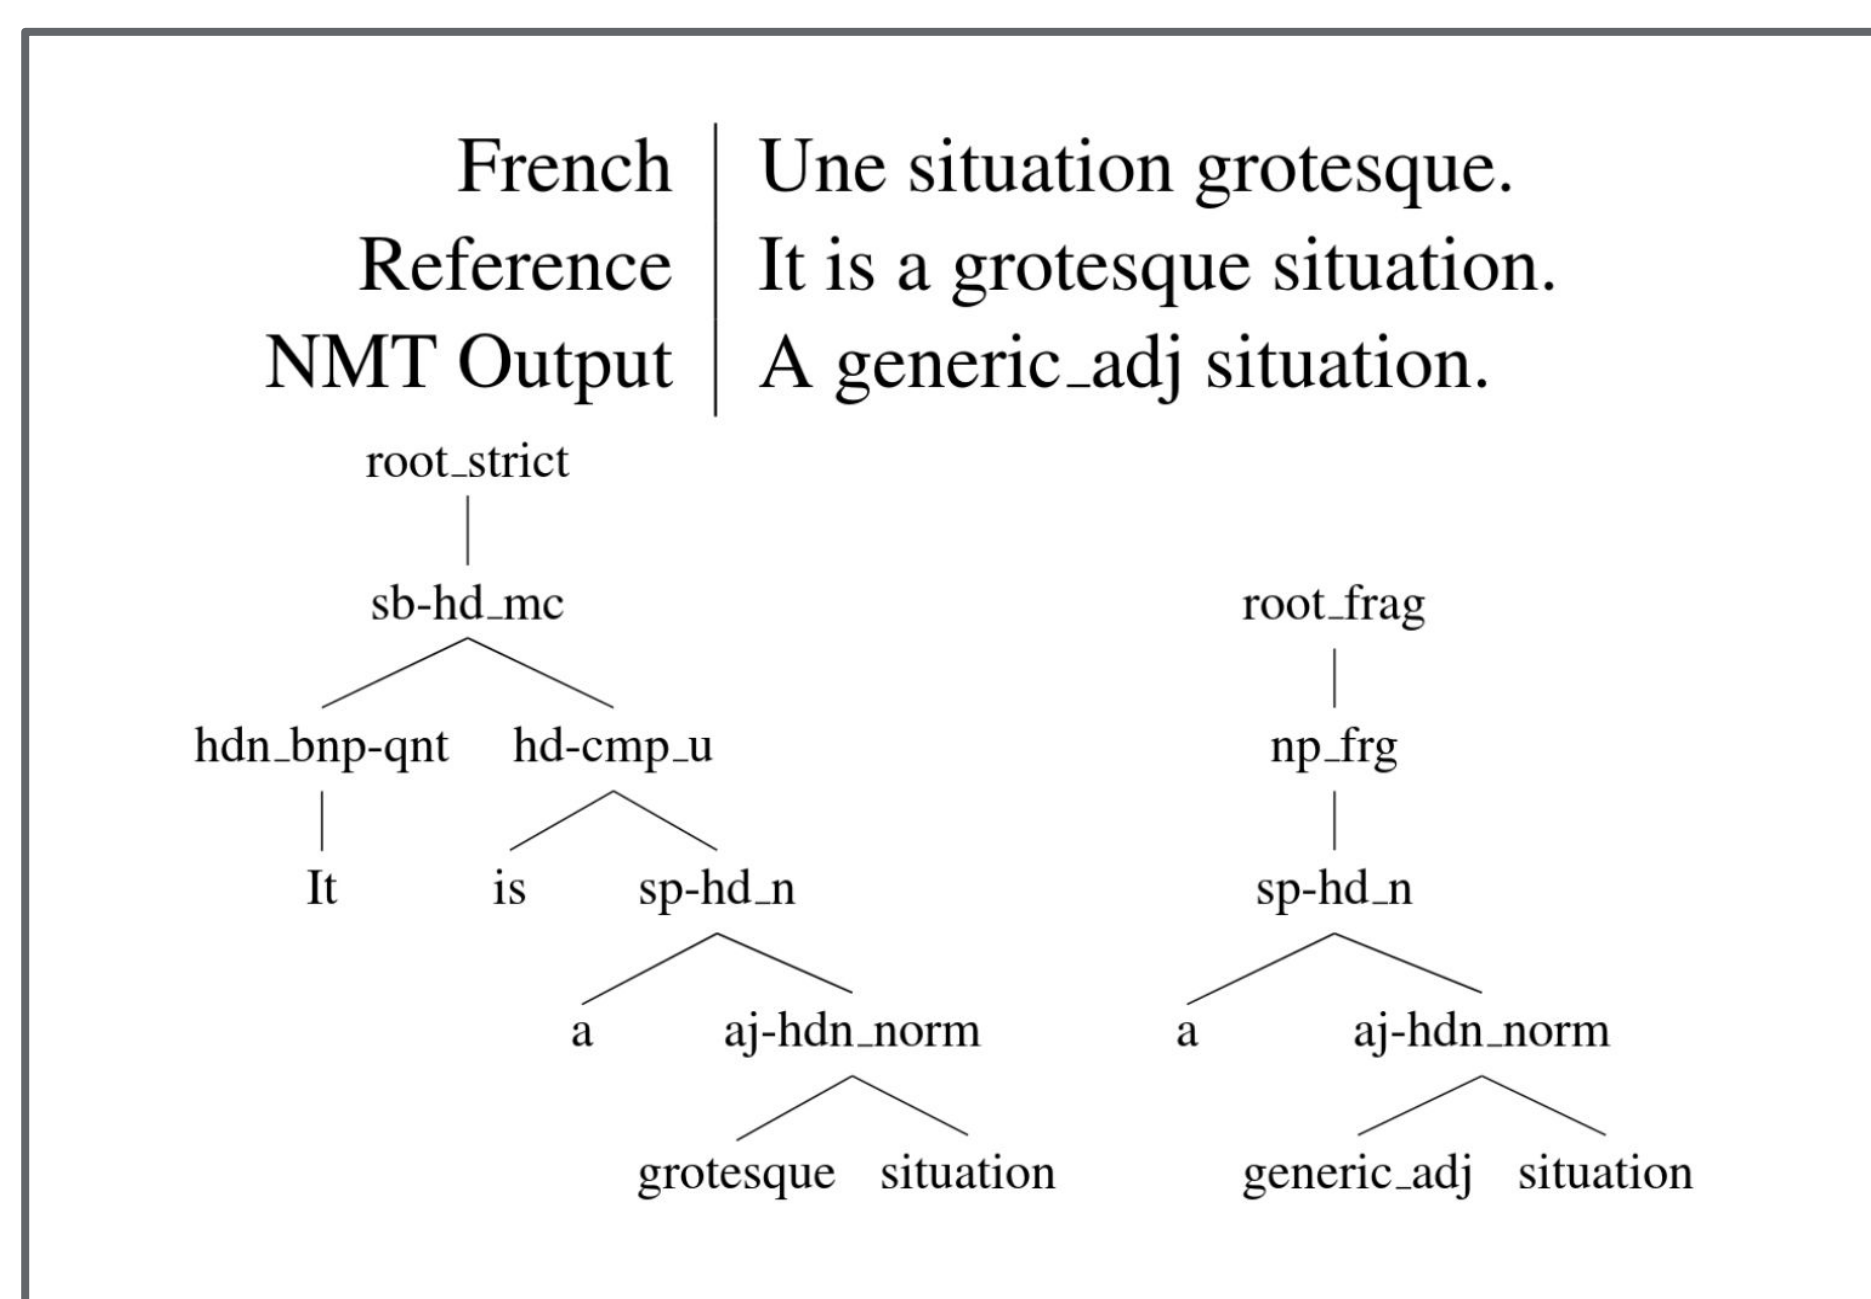 French | Une situation grotesque.
Reference | It is a grotesque situation.
NMT Output | A generic_adj situation.
root_strict
sb-hd_mc root_frag
hdn_bnp-qnt hd-cmp_u np_frg
It is sp-hd_n sp-hd_n
a aj-hdn_norm a aj-hdn_norm
grotesque situation generic_adj situation